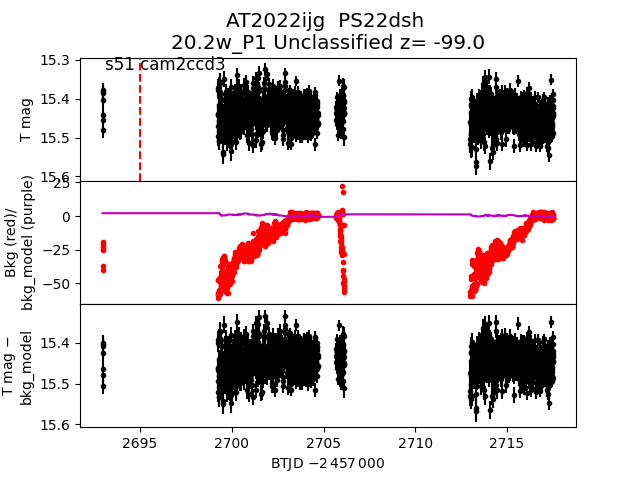 AT2022ijg  PS22dsh
20.2w_P1 Unclassified z= -99.0
s51 cam2ccd3
15.3
15.4
15.5
15.6
T mag
25
0
−25
−50
Bkg (red)/
bkg_model (purple)
15.4
15.5
15.6
T mag −
bkg_model
2695
2700
2705
2710
2715
BTJD −2 457 000